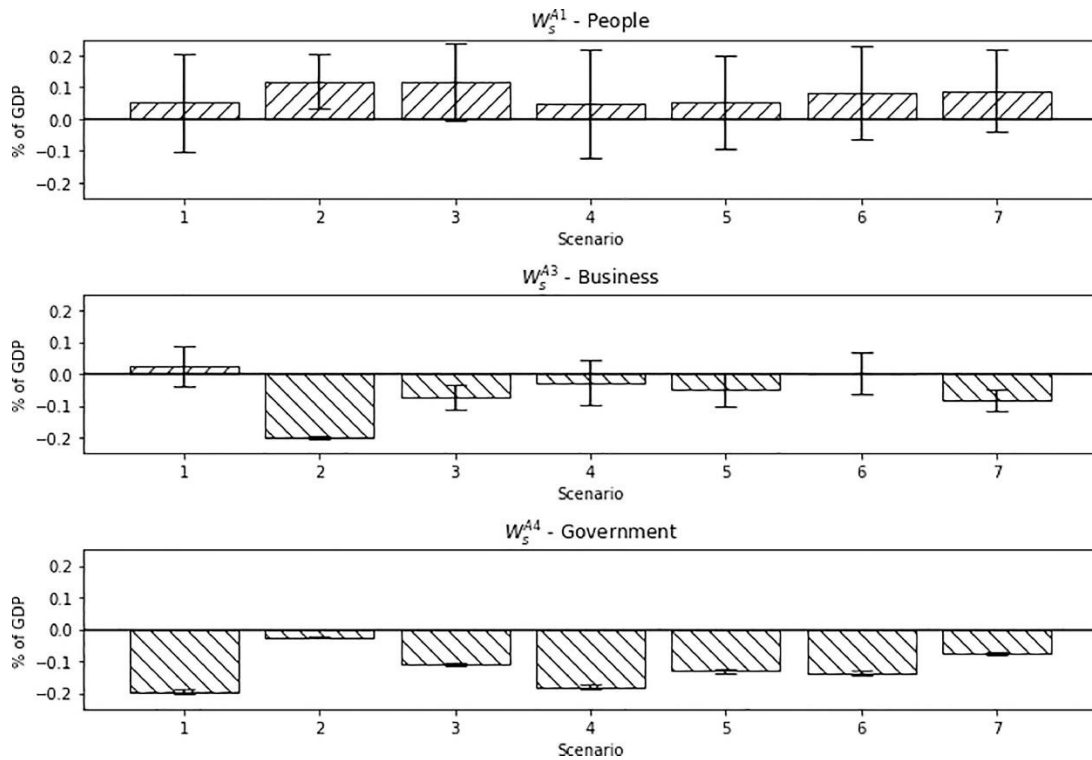 W_s^{A1} - People
% of GDP
0.2
0.1
0.0
−0.1
−0.2
1 2 3 4 5 6 7
Scenario
W_s^{A3} - Business
% of GDP
0.2
0.1
0.0
−0.1
−0.2
1 2 3 4 5 6 7
Scenario
W_s^{A4} - Government
% of GDP
0.2
0.1
0.0
−0.1
−0.2
1 2 3 4 5 6 7
Scenario